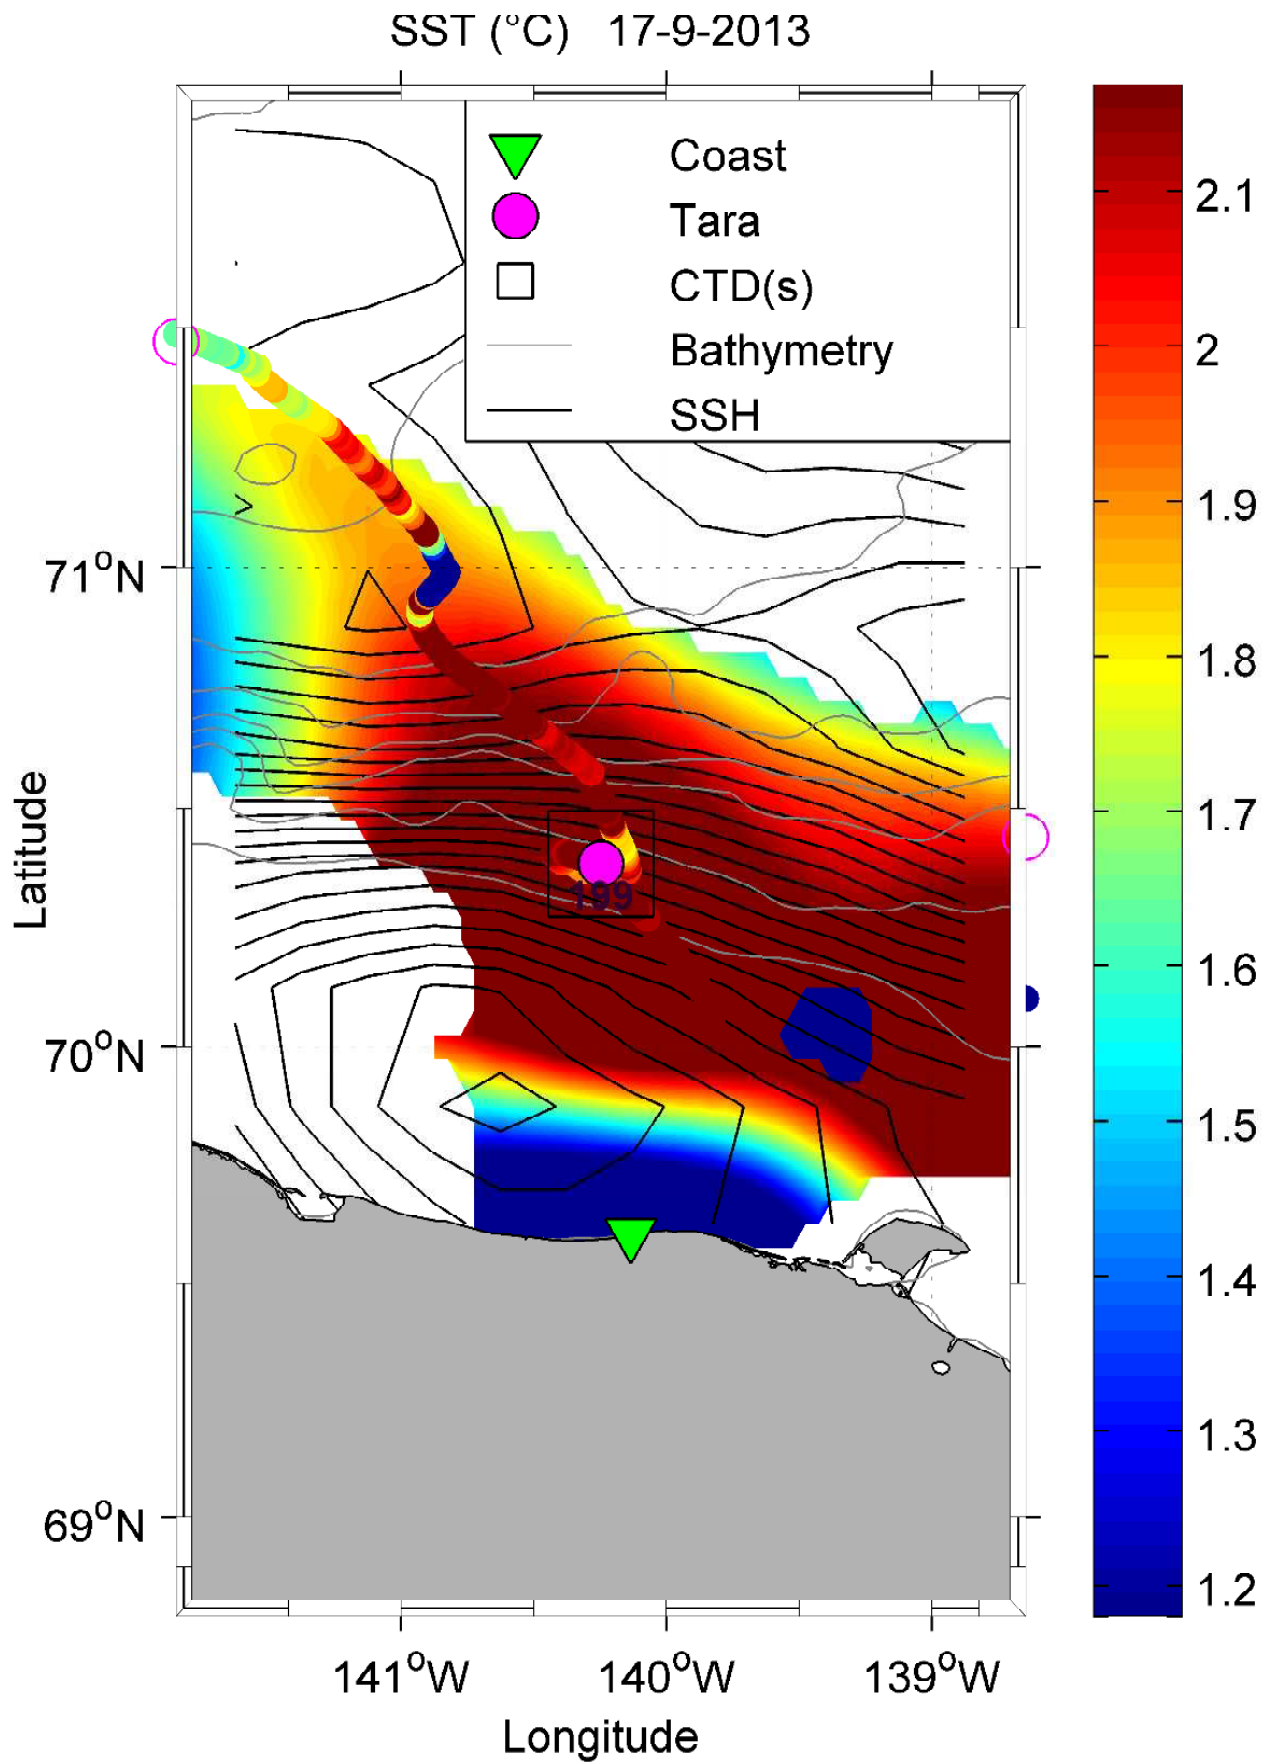 SST (°C) 17-9-2013
Coast
Tara
CTD(s)
Bathymetry
SSH
199
71°N
70°N
69°N
Latitude
141°W 140°W 139°W
Longitude
2.1
2
1.9
1.8
1.7
1.6
1.5
1.4
1.3
1.2